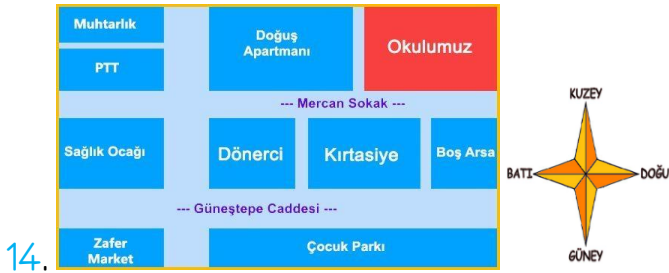 Muhtarlık
PTT
Doğuş
Apartmanı
Okulumuz
--- Mercan Sokak ---
Sağlık Ocağı
Dönerci
Kırtasiye
Boş Arsa
--- Güneştepe Caddesi ---
Zafer
Market
Çocuk Parkı
KUZEY
BATI
DOĞU
GÜNEY
14.